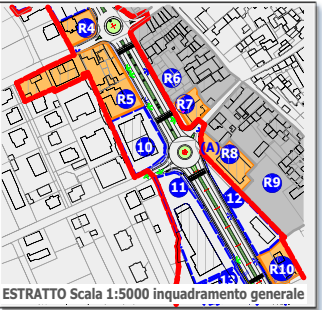 R4
R6
R5
R7
10
(A)
R8
11
R9
12
R10
13
ESTRATTO Scala 1:5000 inquadramento generale